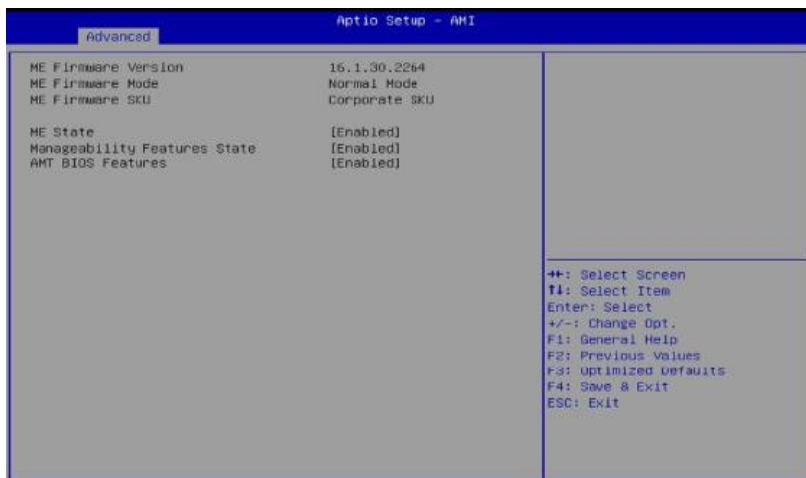 Aptio Setup - AMI
Advanced
ME Firmware Version 16.1.30.2264
ME Firmware Mode Normal Mode
ME Firmware SKU Corporate SKU
ME State [Enabled]
Manageability Features State [Enabled]
AMT BIOS Features [Enabled]
→←: Select Screen
↑↓: Select Item
Enter: Select
+/-: Change Opt.
F1: General Help
F2: Previous Values
F3: Optimized Defaults
F4: Save & Exit
ESC: Exit